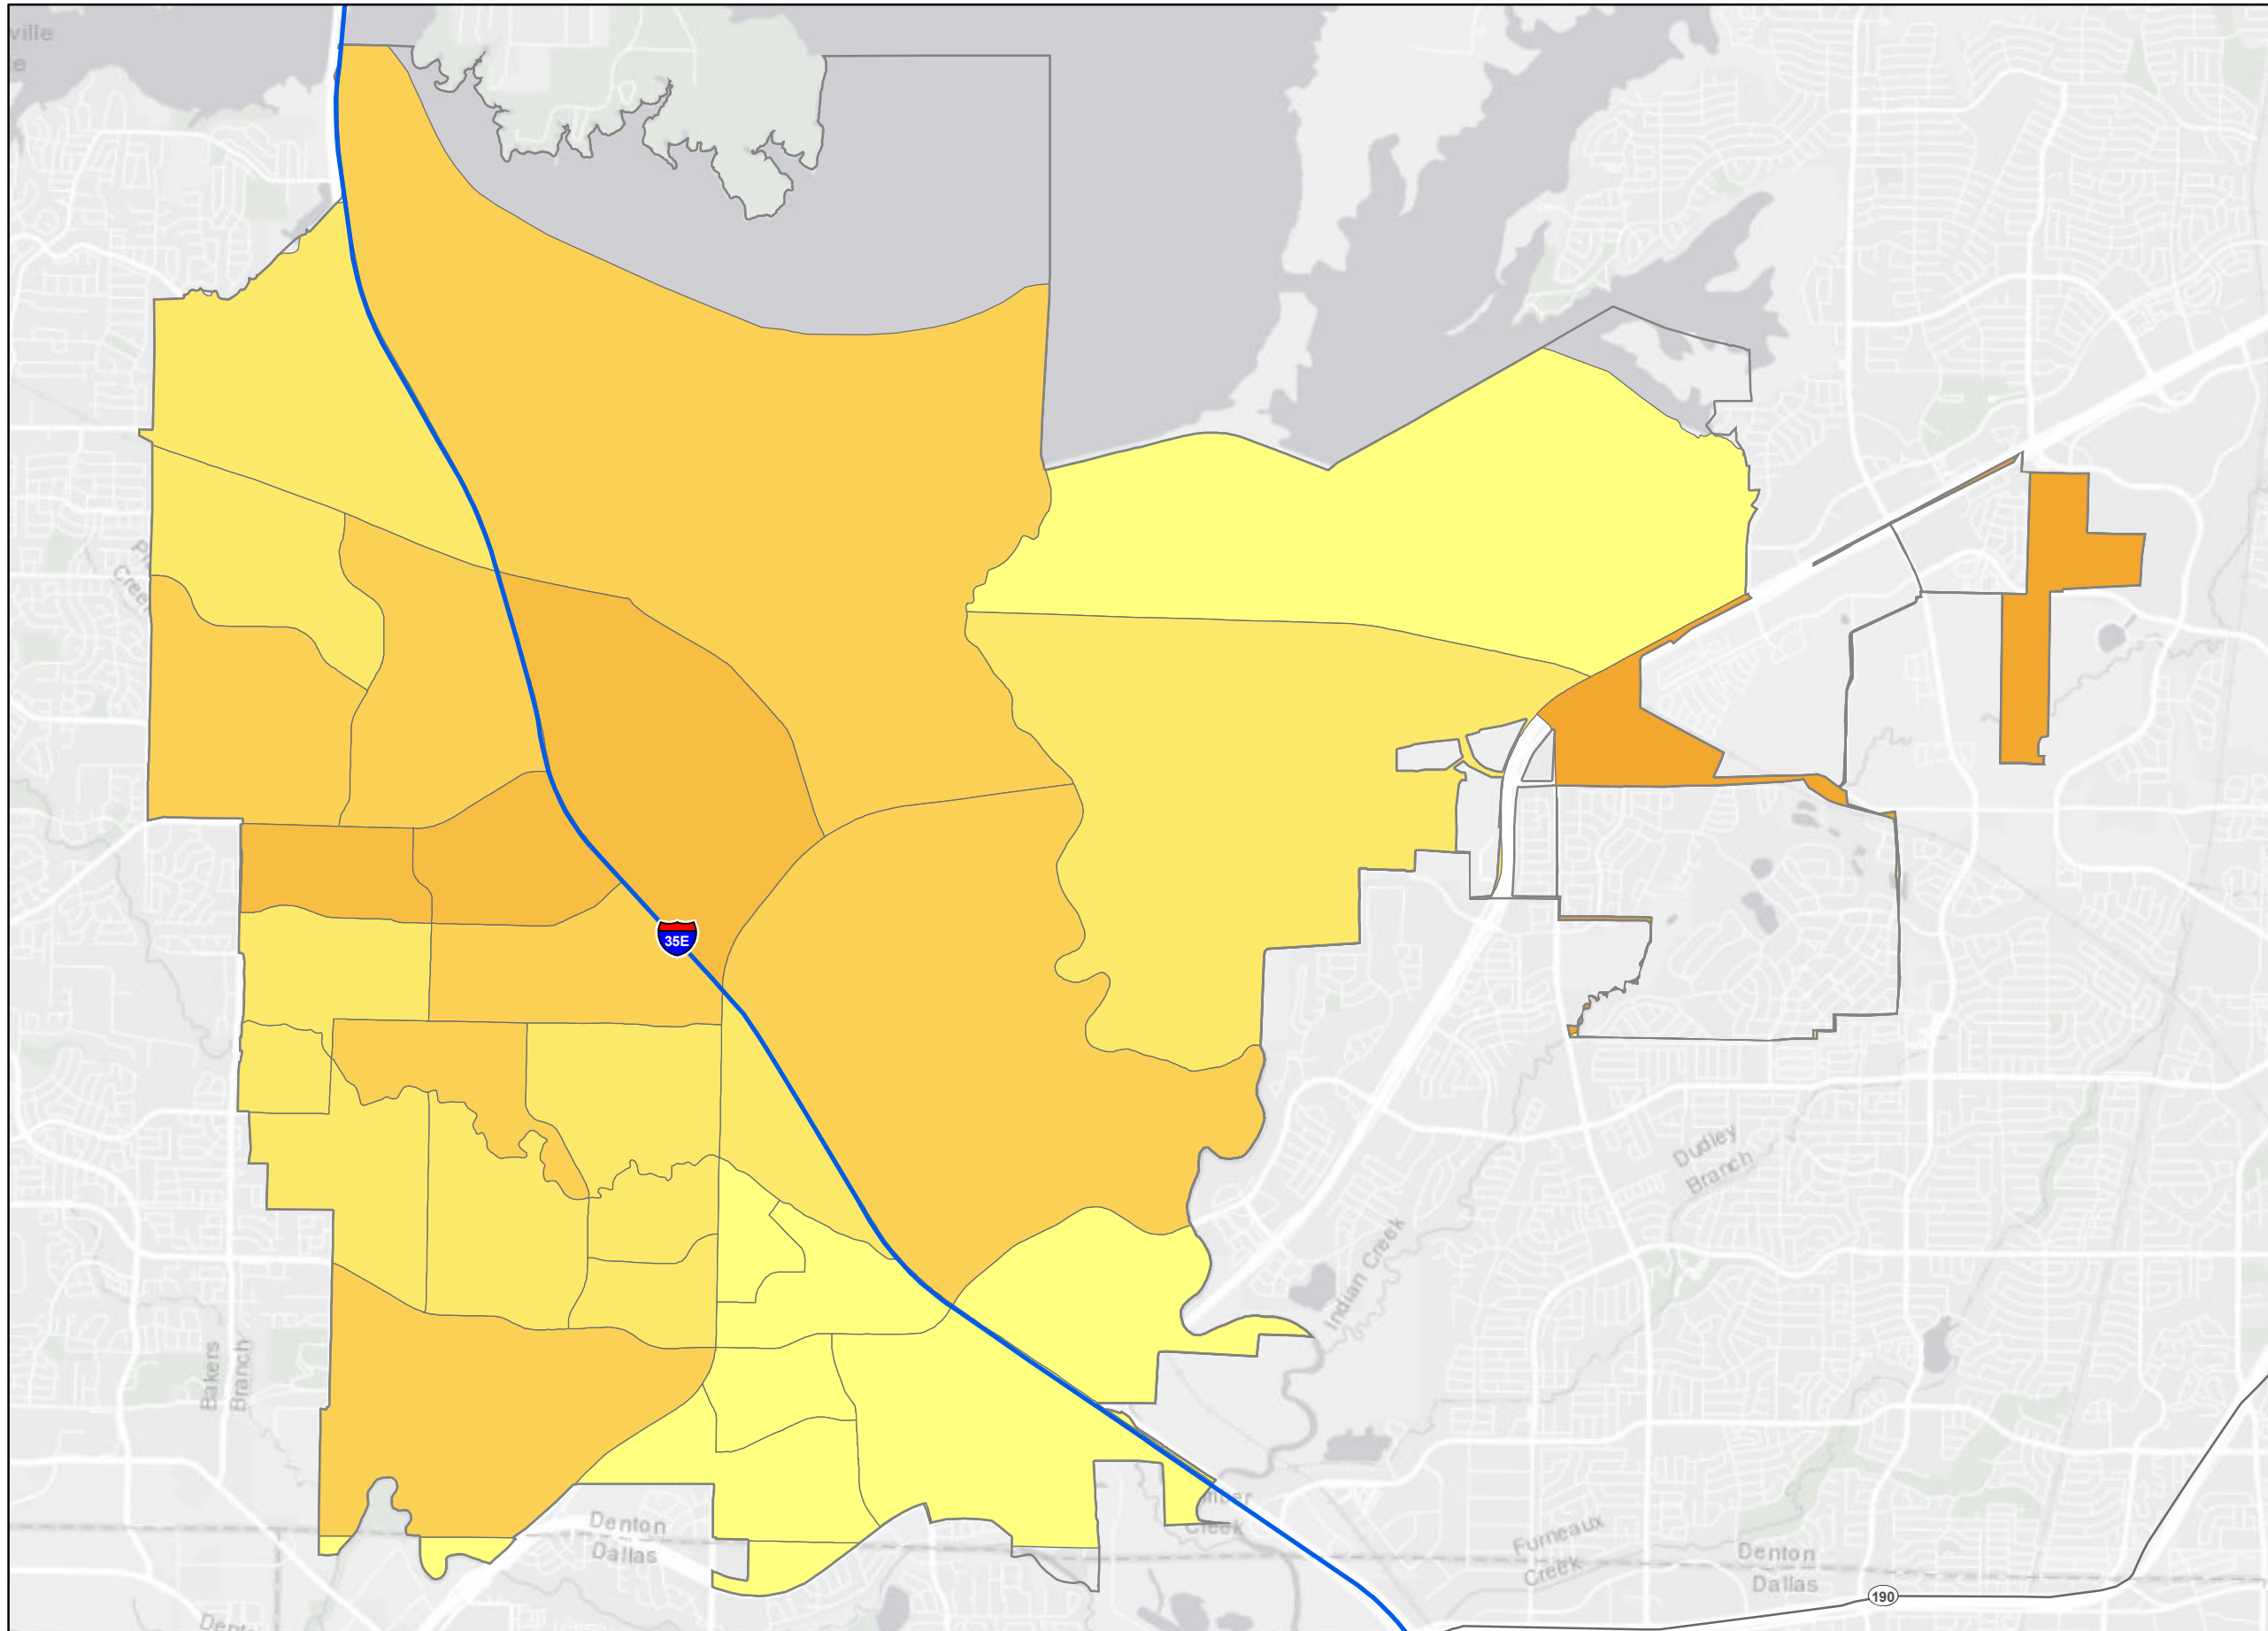 ville
Creek
35E
Dudley
Branch
Indian Creek
Bakers
Branch
Denton
Dallas
Creek
Furneaux
Creek
Denton
Dallas
190